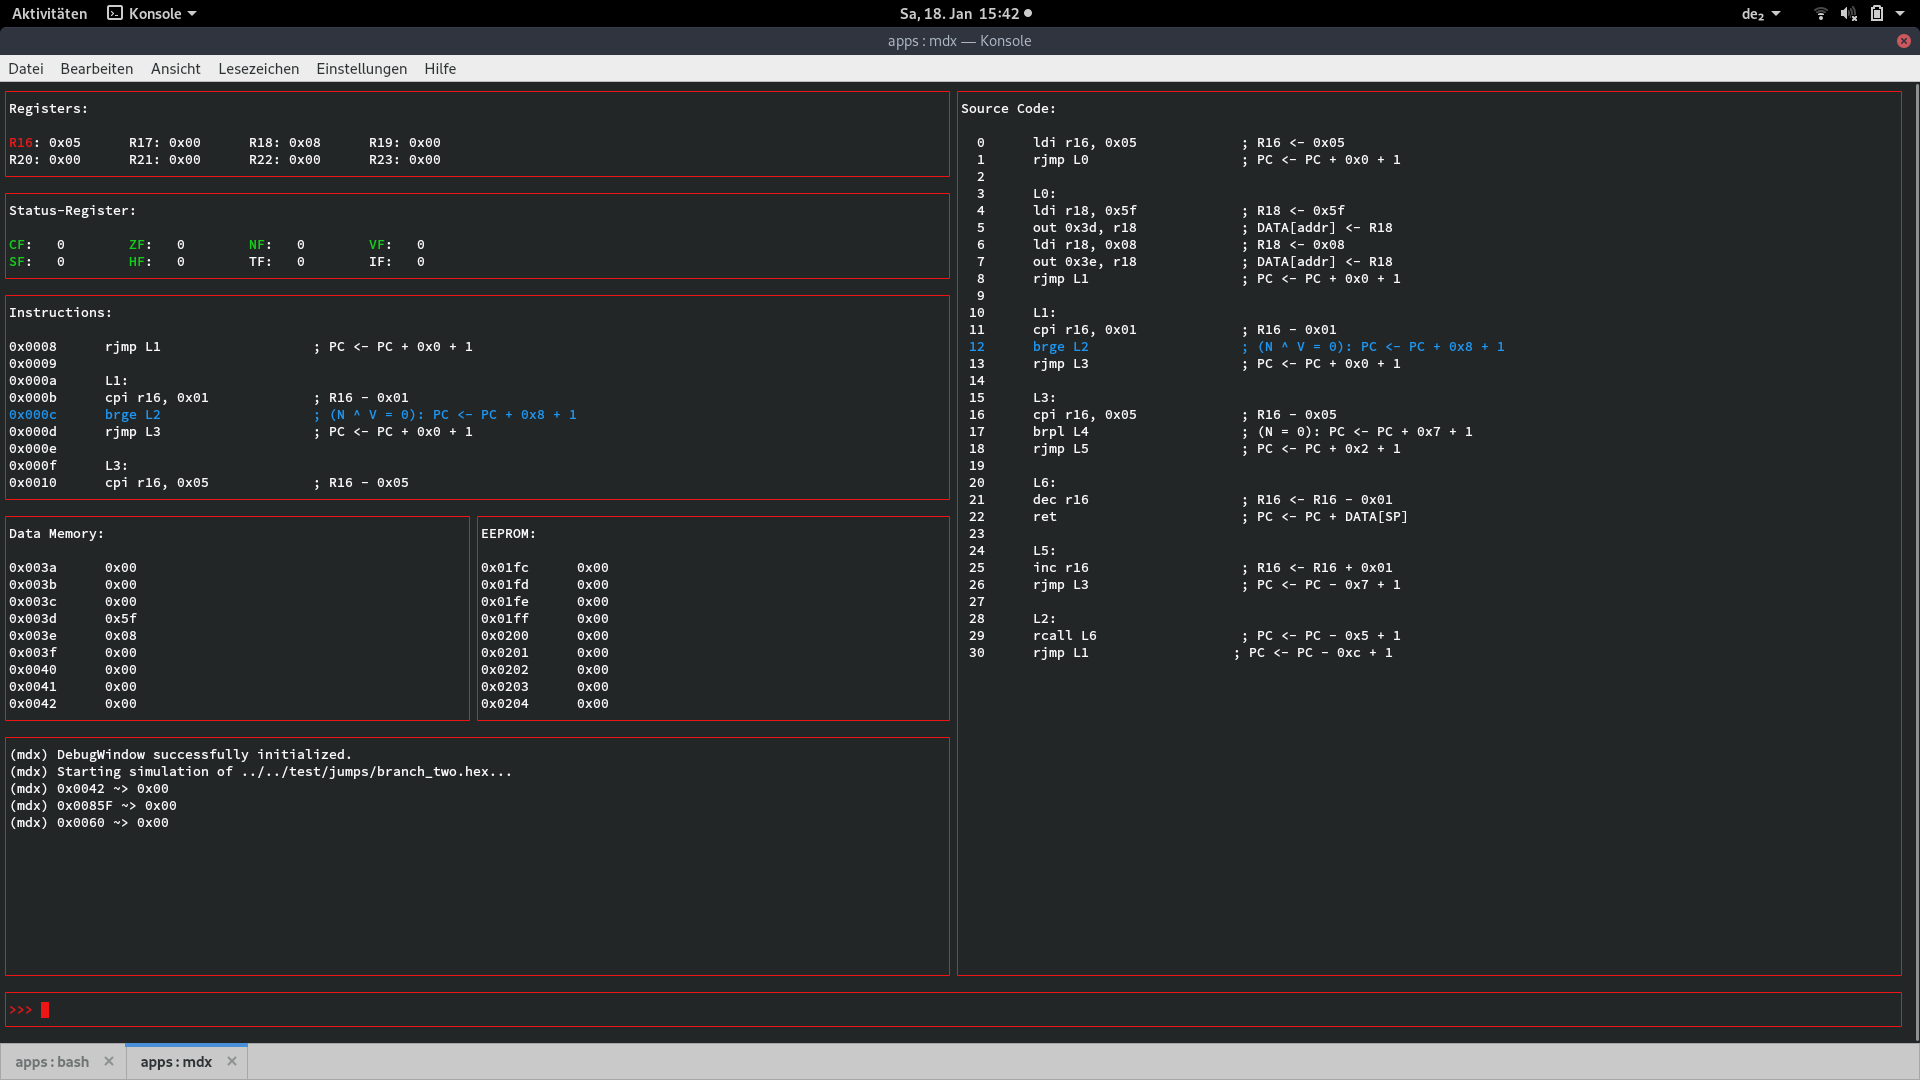 Aktivitäten Konsole Sa, 18. Jan 15:42 de₂
apps : mdx — Konsole
Datei Bearbeiten Ansicht Lesezeichen Einstellungen Hilfe
Registers:
R16: 0x05 R17: 0x00 R18: 0x08 R19: 0x00
R20: 0x00 R21: 0x00 R22: 0x00 R23: 0x00
Status-Register:
CF: 0 ZF: 0 NF: 0 VF: 0
SF: 0 HF: 0 TF: 0 IF: 0
Instructions:
0x0008 rjmp L1 ; PC <- PC + 0x0 + 1
0x0009
0x000a L1:
0x000b cpi r16, 0x01 ; R16 - 0x01
0x000c brge L2 ; (N ^ V = 0): PC <- PC + 0x8 + 1
0x000d rjmp L3 ; PC <- PC + 0x0 + 1
0x000e
0x000f L3:
0x0010 cpi r16, 0x05 ; R16 - 0x05
Data Memory:
0x003a 0x00
0x003b 0x00
0x003c 0x00
0x003d 0x5f
0x003e 0x08
0x003f 0x00
0x0040 0x00
0x0041 0x00
0x0042 0x00
EEPROM:
0x01fc 0x00
0x01fd 0x00
0x01fe 0x00
0x01ff 0x00
0x0200 0x00
0x0201 0x00
0x0202 0x00
0x0203 0x00
0x0204 0x00
(mdx) DebugWindow successfully initialized.
(mdx) Starting simulation of ../../test/jumps/branch_two.hex...
(mdx) 0x0042 ~> 0x00
(mdx) 0x0085F ~> 0x00
(mdx) 0x0060 ~> 0x00
Source Code:
0 ldi r16, 0x05 ; R16 <- 0x05
1 rjmp L0 ; PC <- PC + 0x0 + 1
2
3 L0:
4 ldi r18, 0x5f ; R18 <- 0x5f
5 out 0x3d, r18 ; DATA[addr] <- R18
6 ldi r18, 0x08 ; R18 <- 0x08
7 out 0x3e, r18 ; DATA[addr] <- R18
8 rjmp L1 ; PC <- PC + 0x0 + 1
9
10 L1:
11 cpi r16, 0x01 ; R16 - 0x01
12 brge L2 ; (N ^ V = 0): PC <- PC + 0x8 + 1
13 rjmp L3 ; PC <- PC + 0x0 + 1
14
15 L3:
16 cpi r16, 0x05 ; R16 - 0x05
17 brpl L4 ; (N = 0): PC <- PC + 0x7 + 1
18 rjmp L5 ; PC <- PC + 0x2 + 1
19
20 L6:
21 dec r16 ; R16 <- R16 - 0x01
22 ret ; PC <- PC + DATA[SP]
23
24 L5:
25 inc r16 ; R16 <- R16 + 0x01
26 rjmp L3 ; PC <- PC - 0x7 + 1
27
28 L2:
29 rcall L6 ; PC <- PC - 0x5 + 1
30 rjmp L1 ; PC <- PC - 0xc + 1
>>>
apps : bash apps : mdx